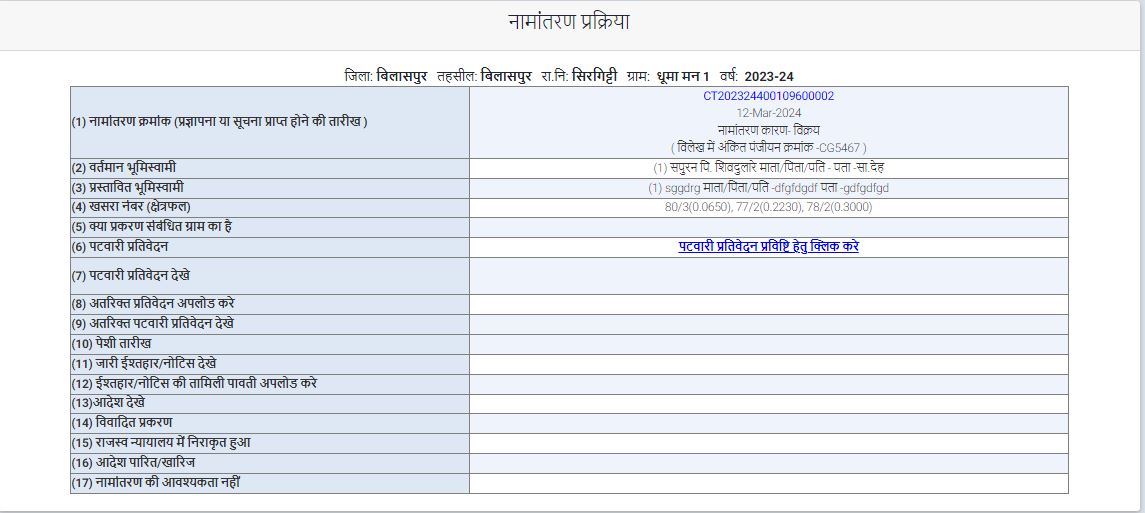 नामांतरण प्रक्रिया
जिला: बिलासपुर तहसील: बिलासपुर रा.नि: सिरगिट्टी ग्राम: धूमा मन 1 वर्ष: 2023-24
(1) नामांतरण क्रमांक (प्रज्ञापना या सूचना प्राप्त होने की तारीख )
CT202324400109600002
12-Mar-2024
नामांतरण कारण- विक्रय
( विलेख में अंकित पंजीयन क्रमांक -CG5467 )
(2) वर्तमान भूमिस्वामी
(1) सपुरन पि. शिवदुलारे माता/पिता/पति - पता -सा.देह
(3) प्रस्तावित भूमिस्वामी
(1) sggdrg माता/पिता/पति -dfgfdgdf पता -gdfgdfgd
(4) खसरा नंबर (क्षेत्रफल)
80/3(0.0650), 77/2(0.2230), 78/2(0.3000)
(5) क्या प्रकरण संबंधित ग्राम का है
(6) पटवारी प्रतिवेदन
पटवारी प्रतिवेदन प्रविष्टि हेतु क्लिक करे
(7) पटवारी प्रतिवेदन देखे
(8) अतरिक्त प्रतिवेदन अपलोड करे
(9) अतरिक्त पटवारी प्रतिवेदन देखे
(10) पेशी तारीख
(11) जारी ईश्तहार/नोटिस देखे
(12) ईश्तहार/नोटिस की तामिली पावती अपलोड करे
(13)आदेश देखे
(14) विवादित प्रकरण
(15) राजस्व न्यायालय में निराकृत हुआ
(16) आदेश पारित/खारिज
(17) नामांतरण की आवश्यकता नहीं